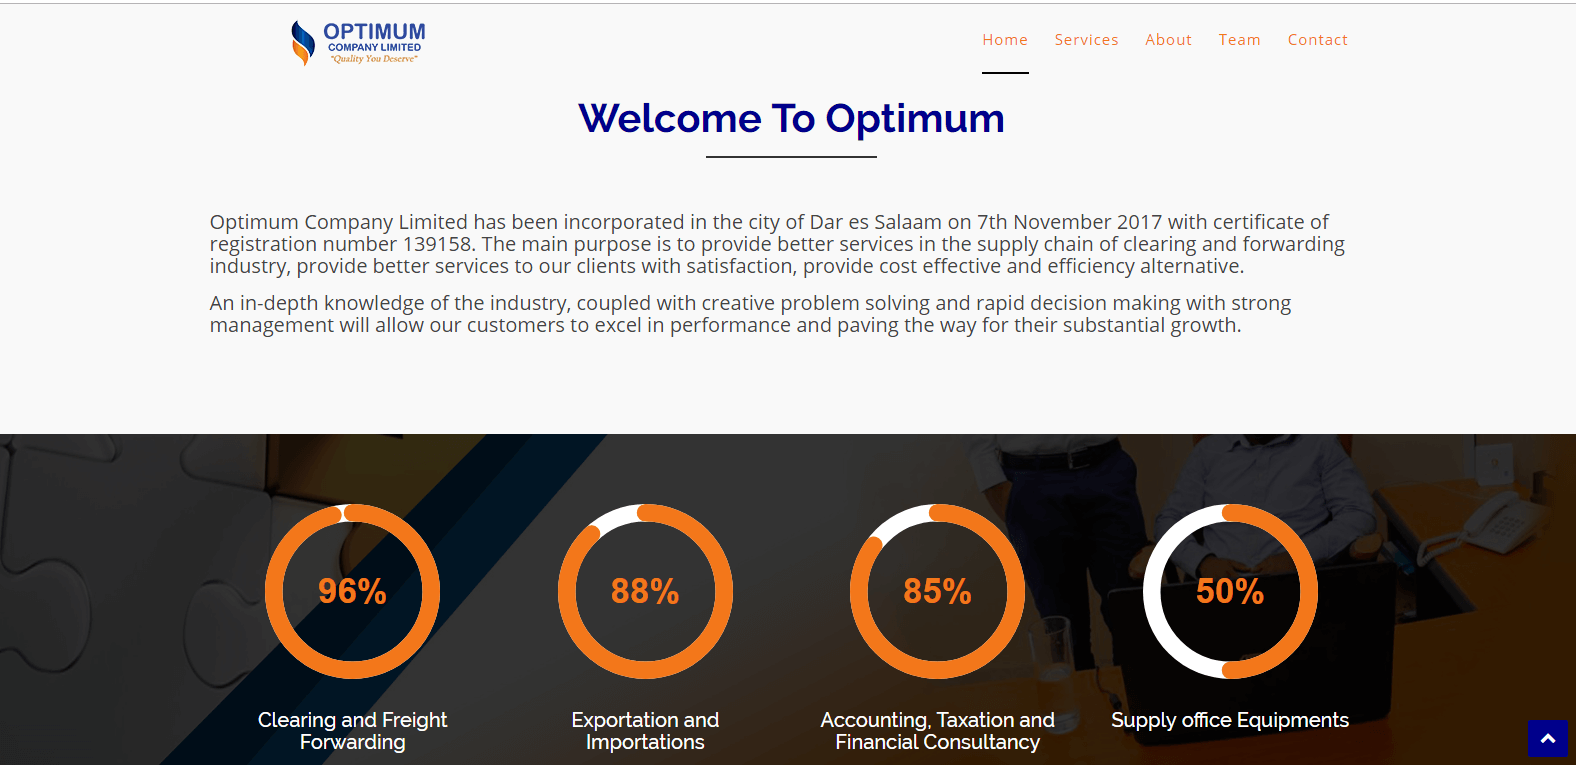 OPTIMUM
COMPANY LIMITED
"Quality You Deserve"
Home Services About Team Contact
Welcome To Optimum
Optimum Company Limited has been incorporated in the city of Dar es Salaam on 7th November 2017 with certificate of
registration number 139158. The main purpose is to provide better services in the supply chain of clearing and forwarding
industry, provide better services to our clients with satisfaction, provide cost effective and efficiency alternative.
An in-depth knowledge of the industry, coupled with creative problem solving and rapid decision making with strong
management will allow our customers to excel in performance and paving the way for their substantial growth.
96%
88%
85%
50%
Clearing and Freight
Forwarding
Exportation and
Importations
Accounting, Taxation and
Financial Consultancy
Supply office Equipments